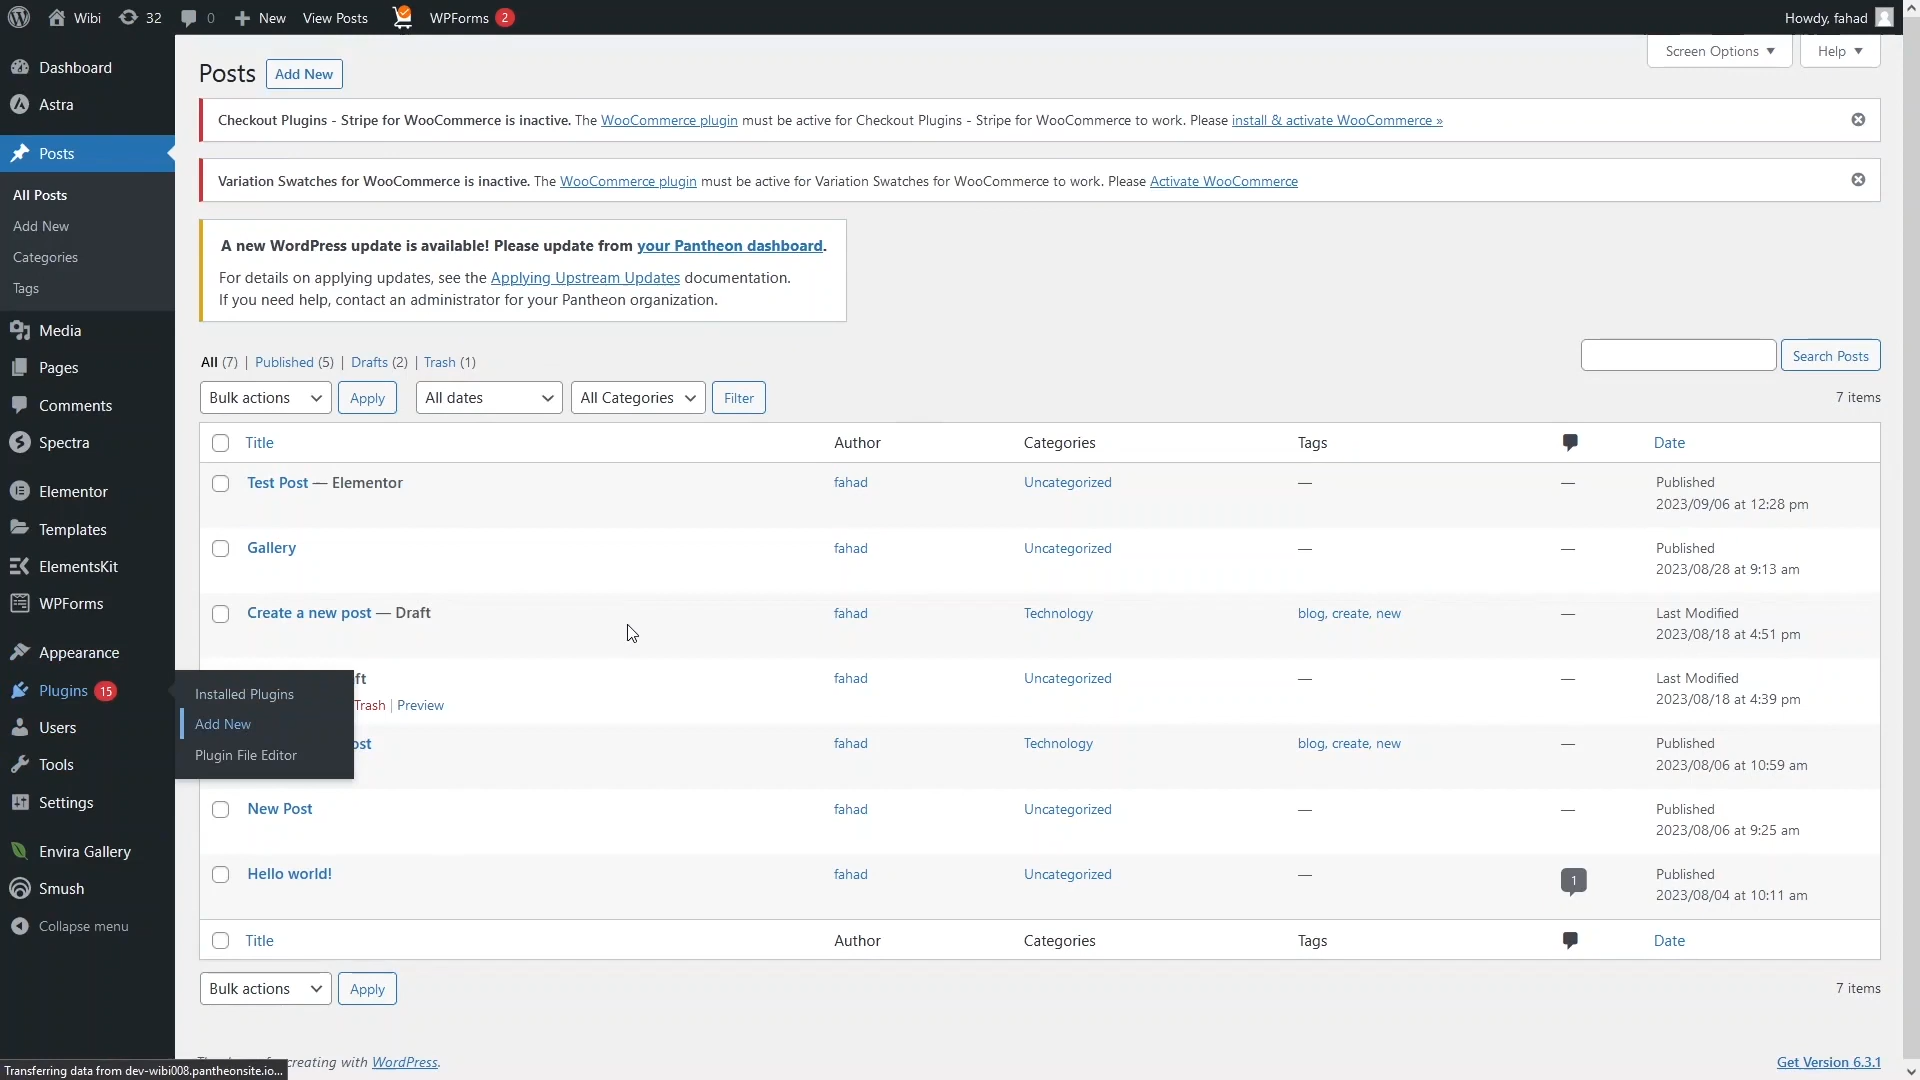 Wibi 32 0 New View Posts WPForms 2 Howdy, fahad
Screen Options Help
Dashboard
Astra
Posts
All Posts
Add New
Categories
Tags
Media
Pages
Comments
Spectra
Elementor
Templates
ElementsKit
WPForms
Appearance
Plugins 15
Users
Tools
Settings
Envira Gallery
Smush
Collapse menu
Installed Plugins
Add New
Plugin File Editor
Posts Add New
Checkout Plugins - Stripe for WooCommerce is inactive. The WooCommerce plugin must be active for Checkout Plugins - Stripe for WooCommerce to work. Please install & activate WooCommerce »
Variation Swatches for WooCommerce is inactive. The WooCommerce plugin must be active for Variation Swatches for WooCommerce to work. Please Activate WooCommerce
A new WordPress update is available! Please update from your Pantheon dashboard.
For details on applying updates, see the Applying Upstream Updates documentation.
If you need help, contact an administrator for your Pantheon organization.
All (7) | Published (5) | Drafts (2) | Trash (1)
Search Posts
Bulk actions Apply All dates All Categories Filter 7 items
Title Author Categories Tags Date
Test Post — Elementor fahad Uncategorized — — Published
2023/09/06 at 12:28 pm
Gallery fahad Uncategorized — — Published
2023/08/28 at 9:13 am
Create a new post — Draft fahad Technology blog, create, new — Last Modified
2023/08/18 at 4:51 pm
ft fahad Uncategorized — — Last Modified
Trash | Preview 2023/08/18 at 4:39 pm
ost fahad Technology blog, create, new — Published
2023/08/06 at 10:59 am
New Post fahad Uncategorized — — Published
2023/08/06 at 9:25 am
Hello world! fahad Uncategorized — 1 Published
2023/08/04 at 10:11 am
Title Author Categories Tags Date
Bulk actions Apply 7 items
creating with WordPress. Get Version 6.3.1
Transferring data from dev-wibi008.pantheonsite.io...